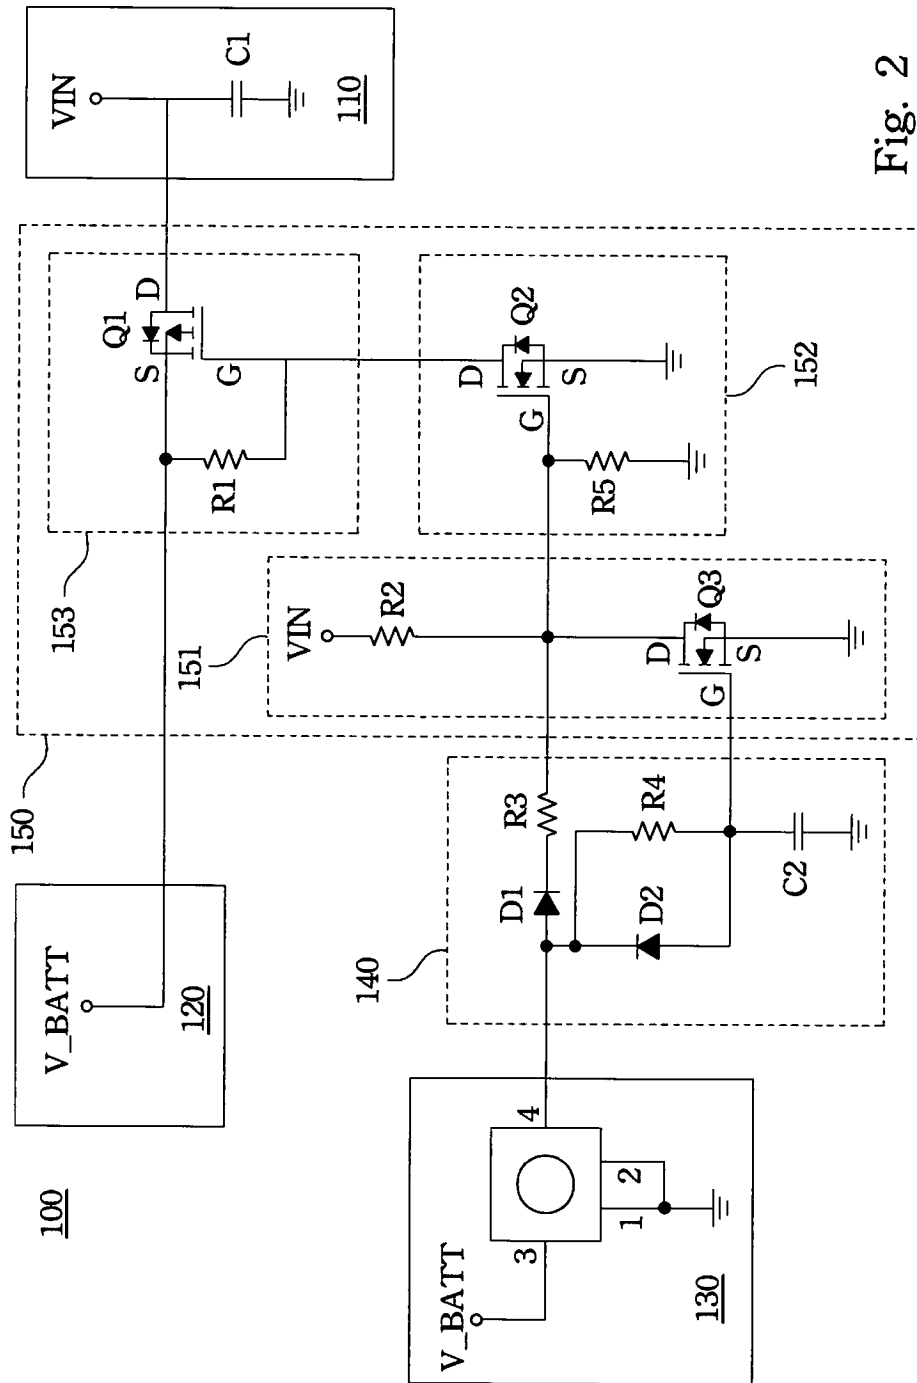 100
V_BATT
120
150
153
S
Q1
D
G
R1
VIN
C1
110
151
VIN
R2
D
Q3
G
S
D
Q2
G
S
R5
152
140
D1
R3
R4
D2
C2
V_BATT
3
4
1
2
130
Fig. 2